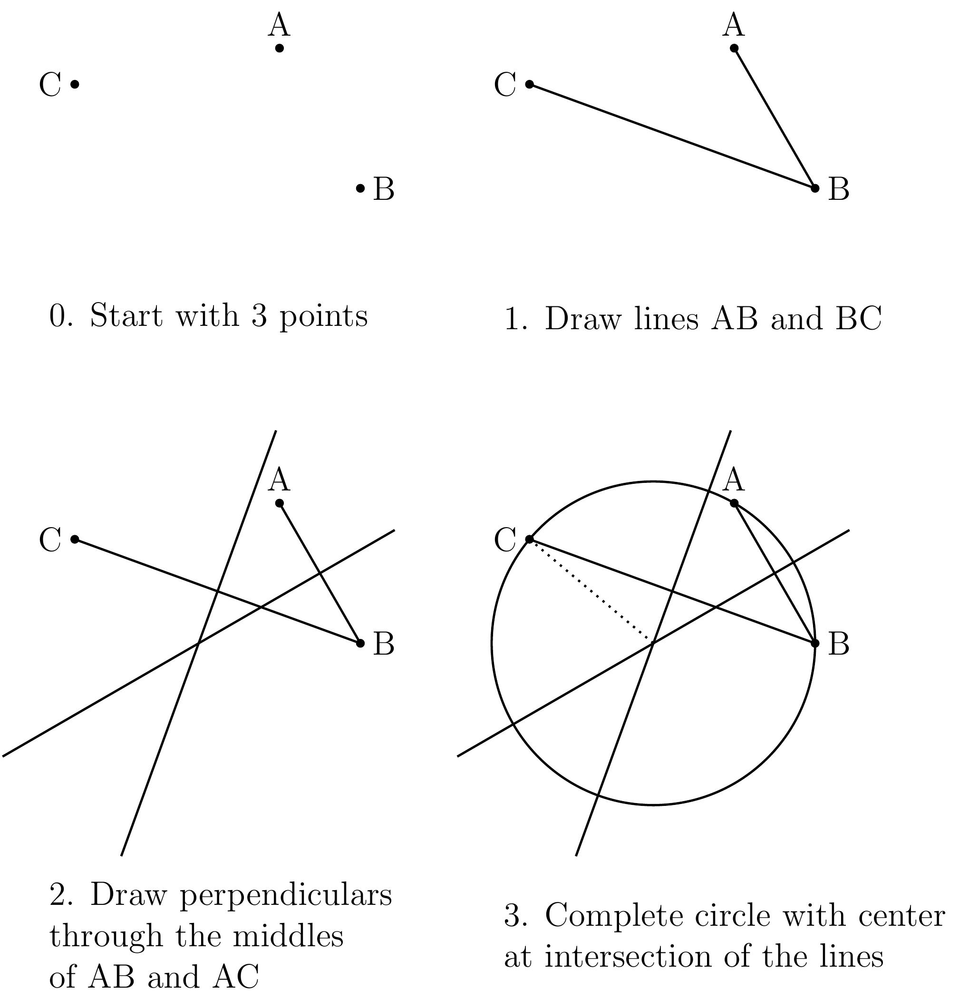 A
C
B
0. Start with 3 points
A
C
B
1. Draw lines AB and BC
A
C
B
2. Draw perpendiculars
through the middles
of AB and AC
A
C
B
3. Complete circle with center
at intersection of the lines